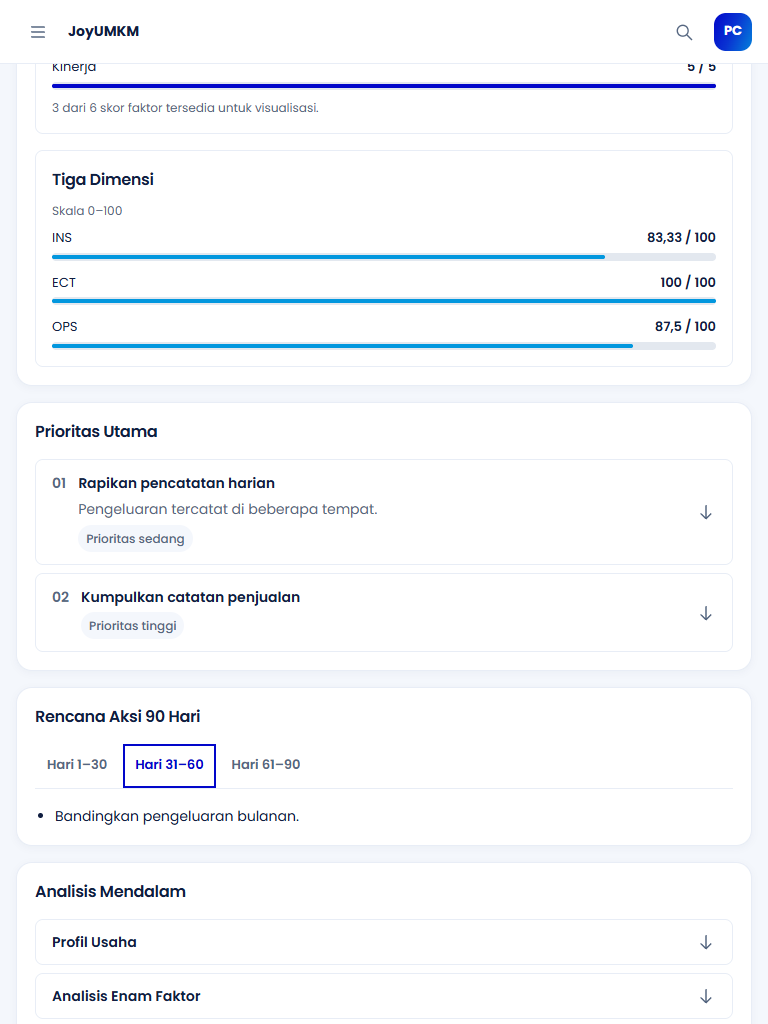 JoyUMKM
PC
Kinerja 5 / 5
3 dari 6 skor faktor tersedia untuk visualisasi.
Tiga Dimensi
Skala 0–100
INS 83,33 / 100
ECT 100 / 100
OPS 87,5 / 100
Prioritas Utama
01 Rapikan pencatatan harian
Pengeluaran tercatat di beberapa tempat.
Prioritas sedang
02 Kumpulkan catatan penjualan
Prioritas tinggi
Rencana Aksi 90 Hari
Hari 1–30 Hari 31–60 Hari 61–90
• Bandingkan pengeluaran bulanan.
Analisis Mendalam
Profil Usaha
Analisis Enam Faktor